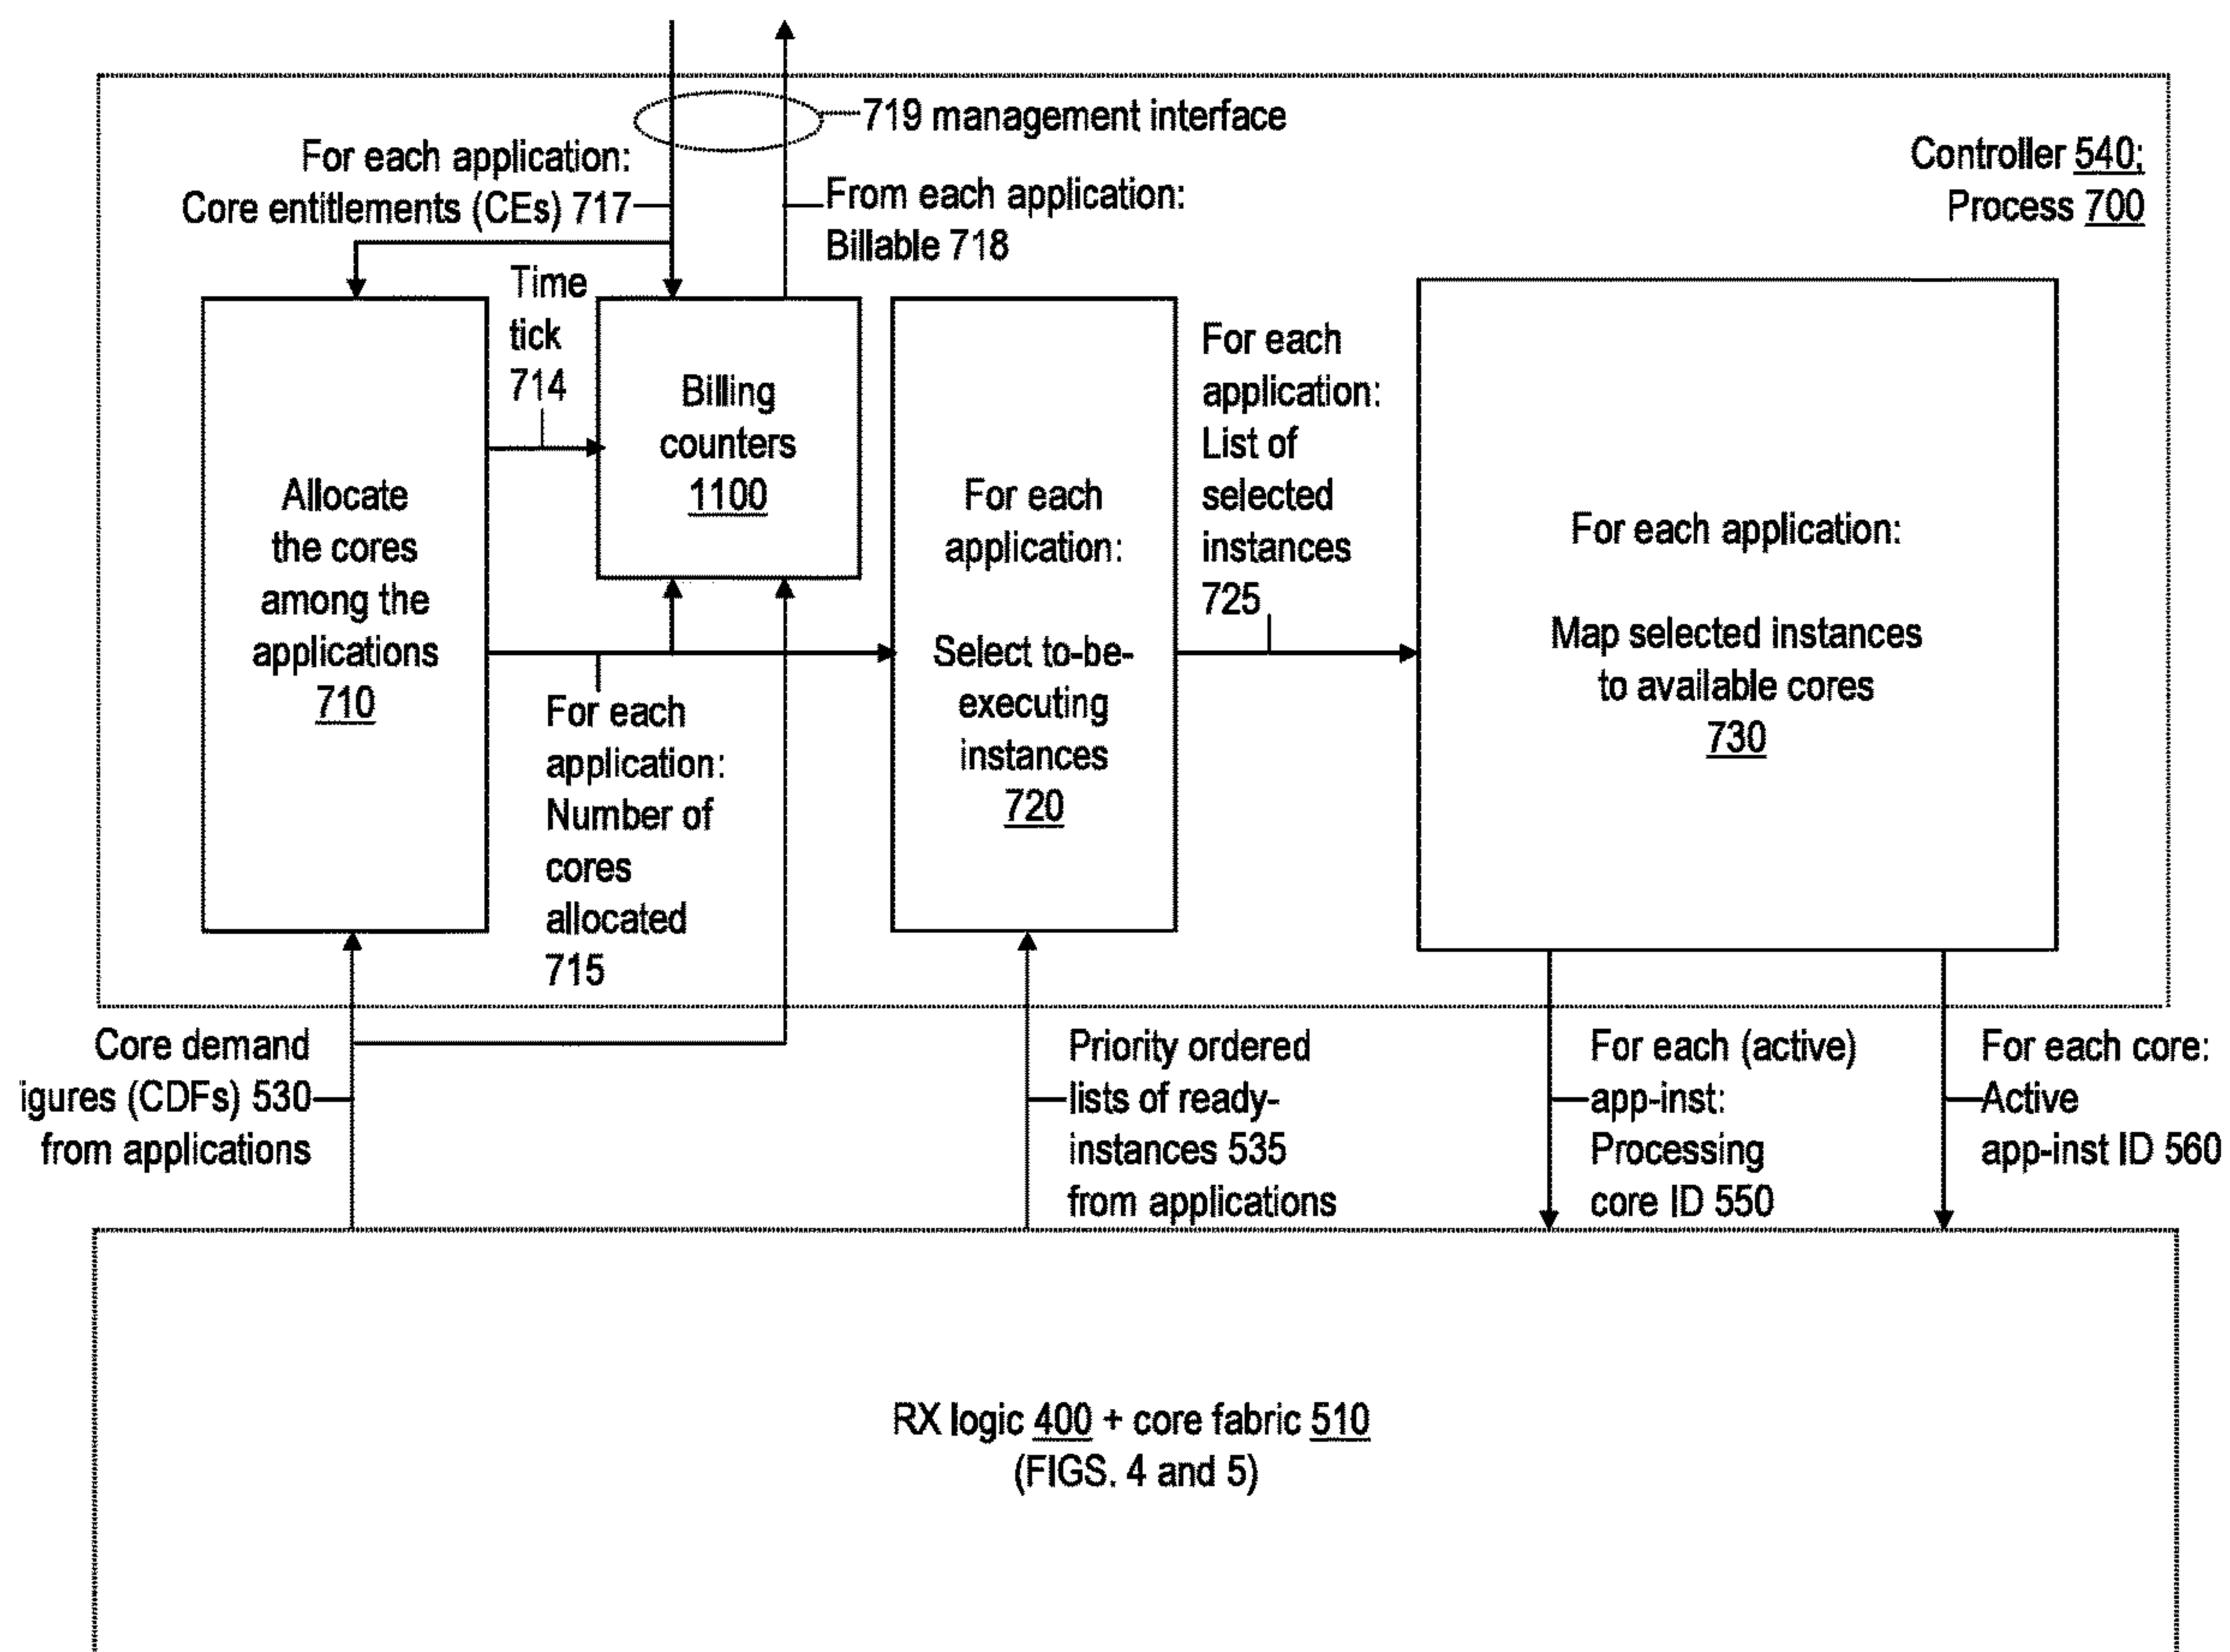 719 management interface
For each application:
Core entitlements (CEs) 717
From each application:
Billable 718
Controller 540;
Process 700
Time
tick
714
Billing
counters
1100
Allocate
the cores
among the
applications
710
For each
application:
Number of
cores
allocated
715
For each
application:
Select to-be-
executing
instances
720
For each
application:
List of
selected
instances
725
For each application:
Map selected instances
to available cores
730
Core demand
igures (CDFs) 530
from applications
Priority ordered
lists of ready-
instances 535
from applications
For each (active)
app-inst:
Processing
core ID 550
For each core:
Active
app-inst ID 560
RX logic 400 + core fabric 510
(FIGS. 4 and 5)